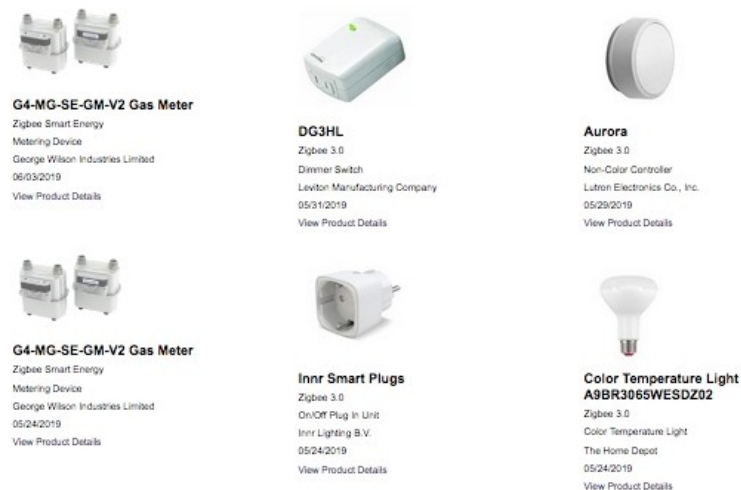 G4-MG-SE-GM-V2 Gas Meter
Zigbee Smart Energy
Metering Device
George Wilson Industries Limited
06/03/2019
View Product Details
DG3HL
Zigbee 3.0
Dimmer Switch
Leviton Manufacturing Company
05/31/2019
View Product Details
Aurora
Zigbee 3.0
Non-Color Controller
Lutron Electronics Co., Inc.
05/29/2019
View Product Details
G4-MG-SE-GM-V2 Gas Meter
Zigbee Smart Energy
Metering Device
George Wilson Industries Limited
05/24/2019
View Product Details
Innr Smart Plugs
Zigbee 3.0
On/Off Plug In Unit
Innr Lighting B.V.
05/24/2019
View Product Details
Color Temperature Light
A9BR3065WESDZ02
Zigbee 3.0
Color Temperature Light
The Home Depot
05/24/2019
View Product Details